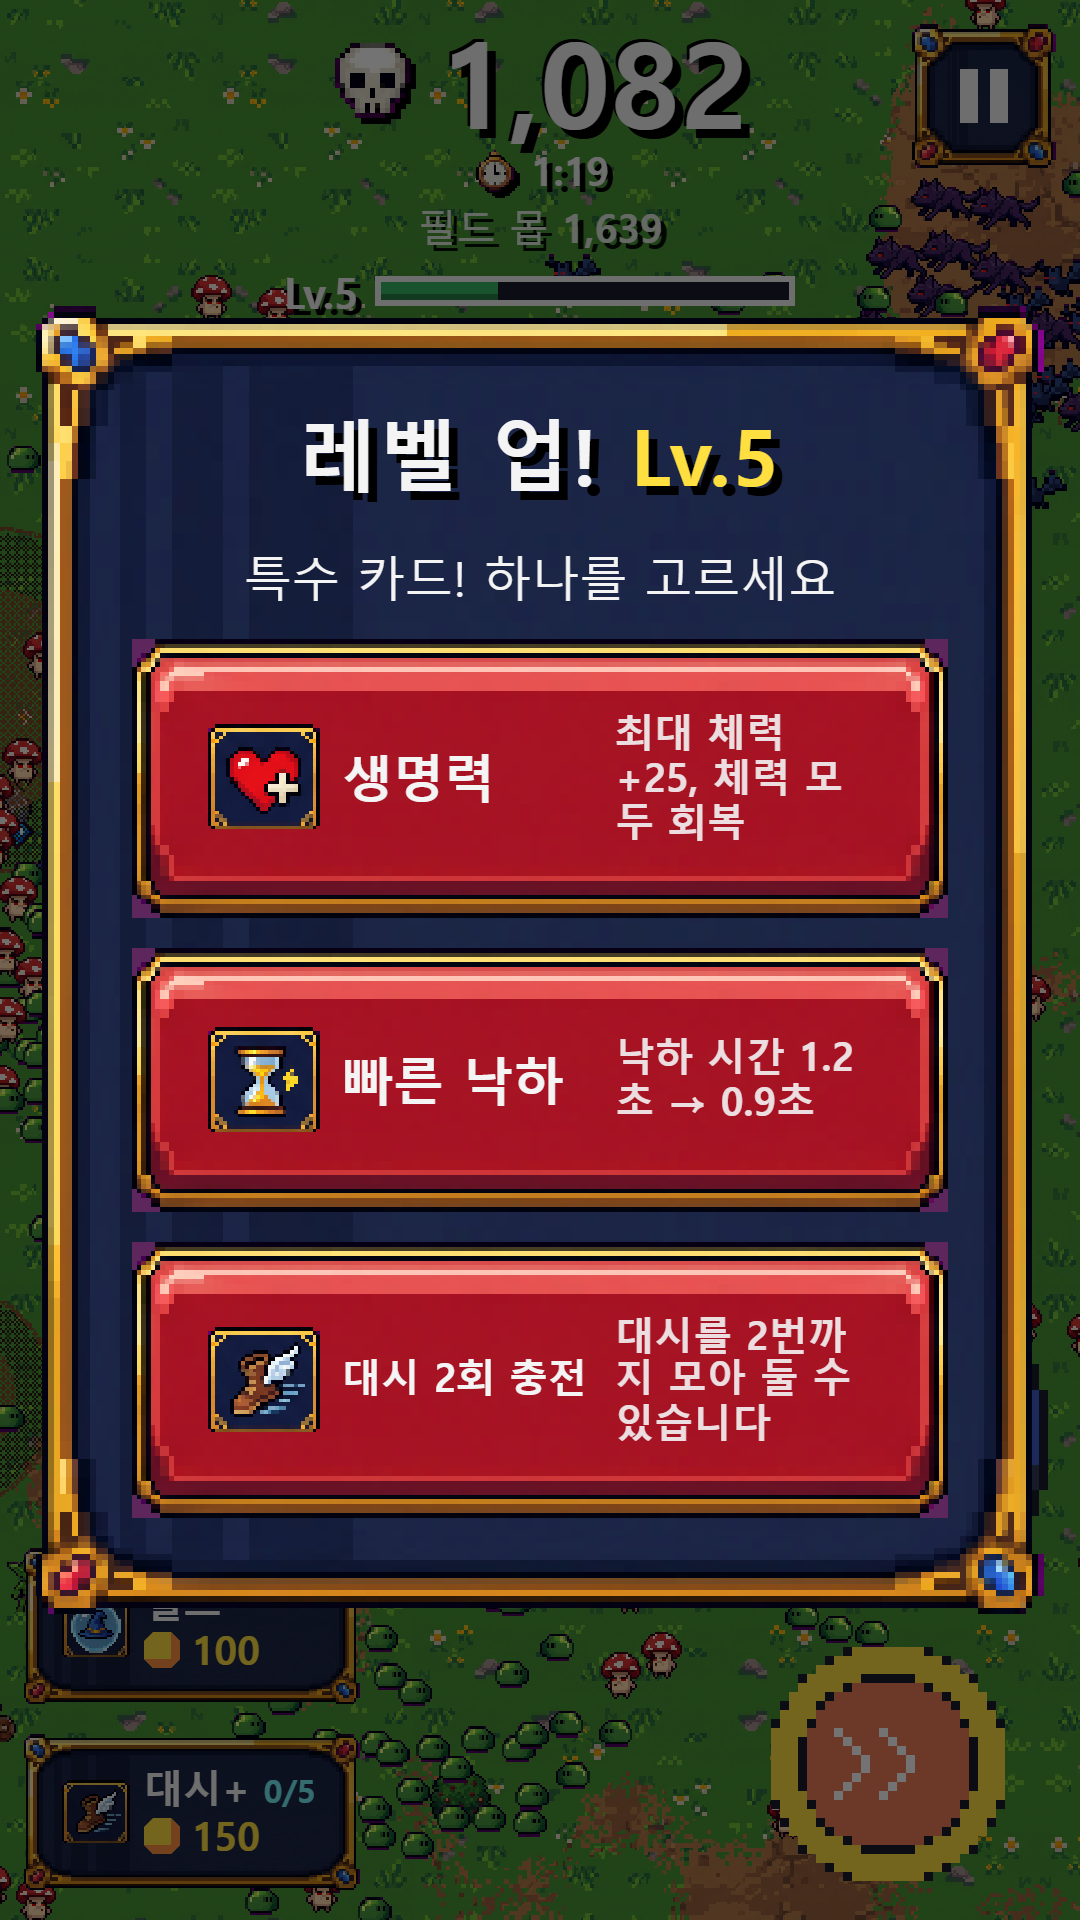 1,082
1:19
필드 몹 1,639
Lv.5
레벨 업! Lv.5
특수 카드! 하나를 고르세요
생명력
최대 체력
+25, 체력 모
두 회복
빠른 낙하
낙하 시간 1.2
초 → 0.9초
대시 2회 충전
대시를 2번까
지 모아 둘 수
있습니다
100
대시+ 0/5
150